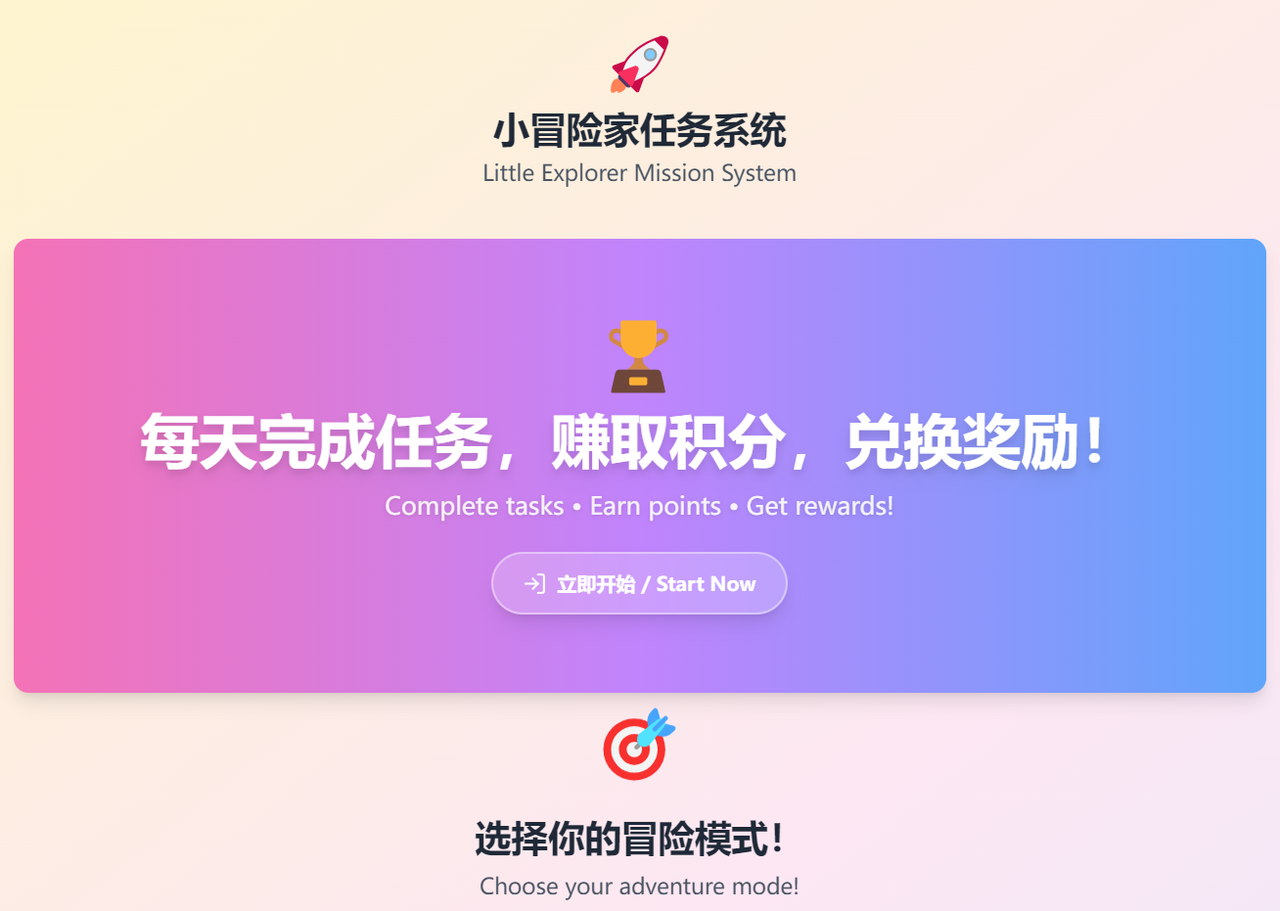 小冒险家任务系统
Little Explorer Mission System
每天完成任务，赚取积分，兑换奖励！
Complete tasks • Earn points • Get rewards!
立即开始 / Start Now
选择你的冒险模式！
Choose your adventure mode!